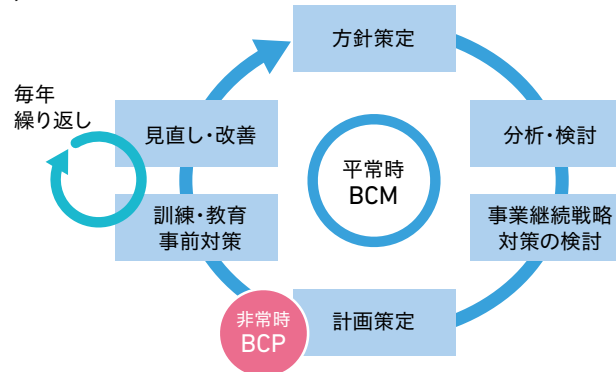 方針策定
毎年
繰り返し
見直し・改善
分析・検討
平常時
BCM
訓練・教育
事前対策
事業継続戦略
対策の検討
非常時
BCP
計画策定